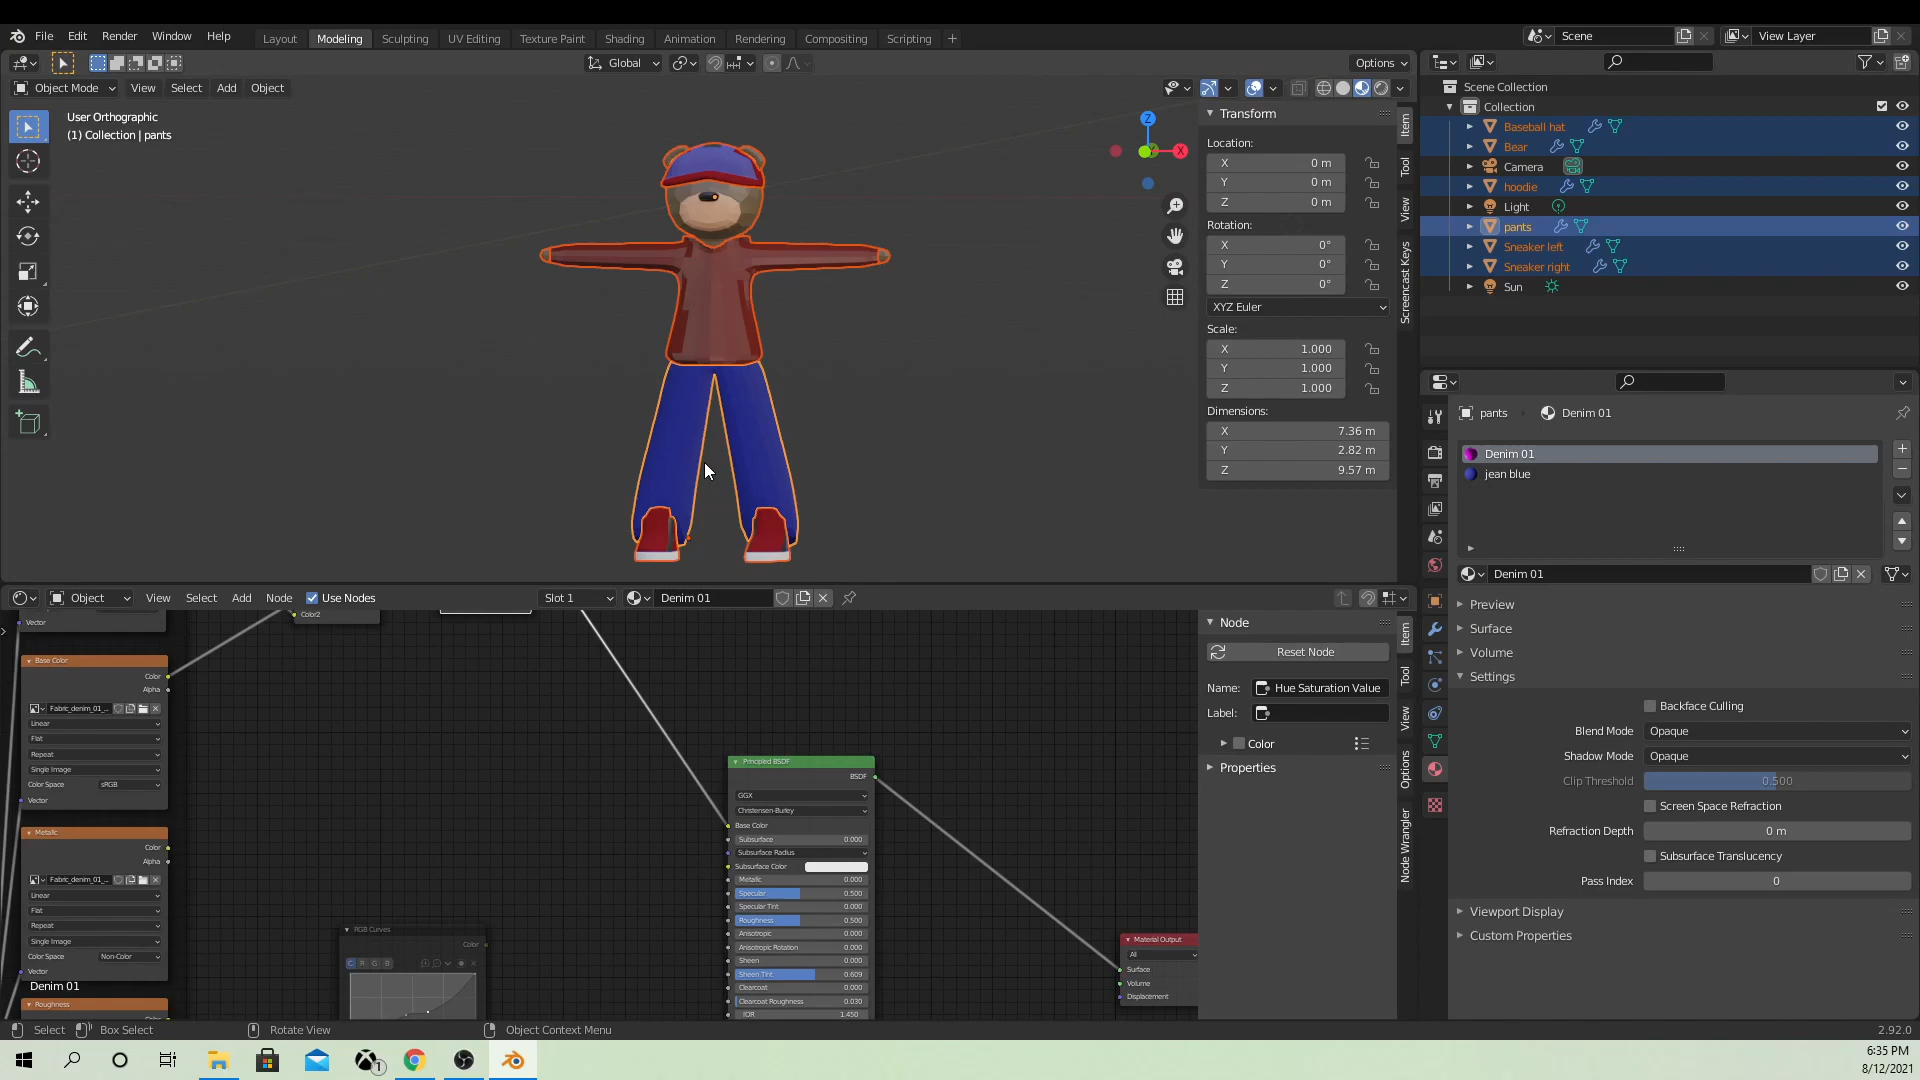 File Edit Render Window Help
Layout Modeling Sculpting UV Editing Texture Paint Shading Animation Rendering Compositing Scripting
Scene
View Layer
Global
Options
Object Mode View Select Add Object
User Orthographic
(1) Collection | pants
Z
X
Transform
Location:
X 0 m
Y 0 m
Z 0 m
Rotation:
X 0°
Y 0°
Z 0°
XYZ Euler
Scale:
X 1.000
Y 1.000
Z 1.000
Dimensions:
X 7.36 m
Y 2.82 m
Z 9.57 m
Item
Tool
View
Screencast Keys
Scene Collection
Collection
Baseball hat
Bear
Camera
hoodie
Light
pants
Sneaker left
Sneaker right
Sun
pants Denim 01
Denim 01
jean blue
Denim 01
Preview
Surface
Volume
Settings
Backface Culling
Blend Mode Opaque
Shadow Mode Opaque
Clip Threshold 0.500
Screen Space Refraction
Refraction Depth 0 m
Subsurface Translucency
Pass Index 0
Viewport Display
Custom Properties
Object View Select Add Node Use Nodes Slot 1 Denim 01
Vector
Color2
Base Color
Color
Alpha
Fabric_denim_01_...
Linear
Flat
Repeat
Single Image
Color Space sRGB
Vector
Metallic
Color
Alpha
Fabric_denim_01_...
Linear
Flat
Repeat
Single Image
Color Space Non-Color
Vector
Denim 01
Roughness
RGB Curves
Color
C R G B
Principled BSDF
BSDF
GGX
Christensen-Burley
Base Color
Subsurface 0.000
Subsurface Radius
Subsurface Color
Metallic 0.000
Specular 0.500
Specular Tint 0.000
Roughness 0.500
Anisotropic 0.000
Anisotropic Rotation 0.000
Sheen 0.000
Sheen Tint 0.609
Clearcoat 0.000
Clearcoat Roughness 0.030
IOR 1.450
Material Output
All
Surface
Volume
Displacement
Node
Reset Node
Name: Hue Saturation Value
Label:
Color
Properties
Item
Tool
View
Options
Node Wrangler
Select Box Select Rotate View Object Context Menu 2.92.0
1
6:35 PM
8/12/2021